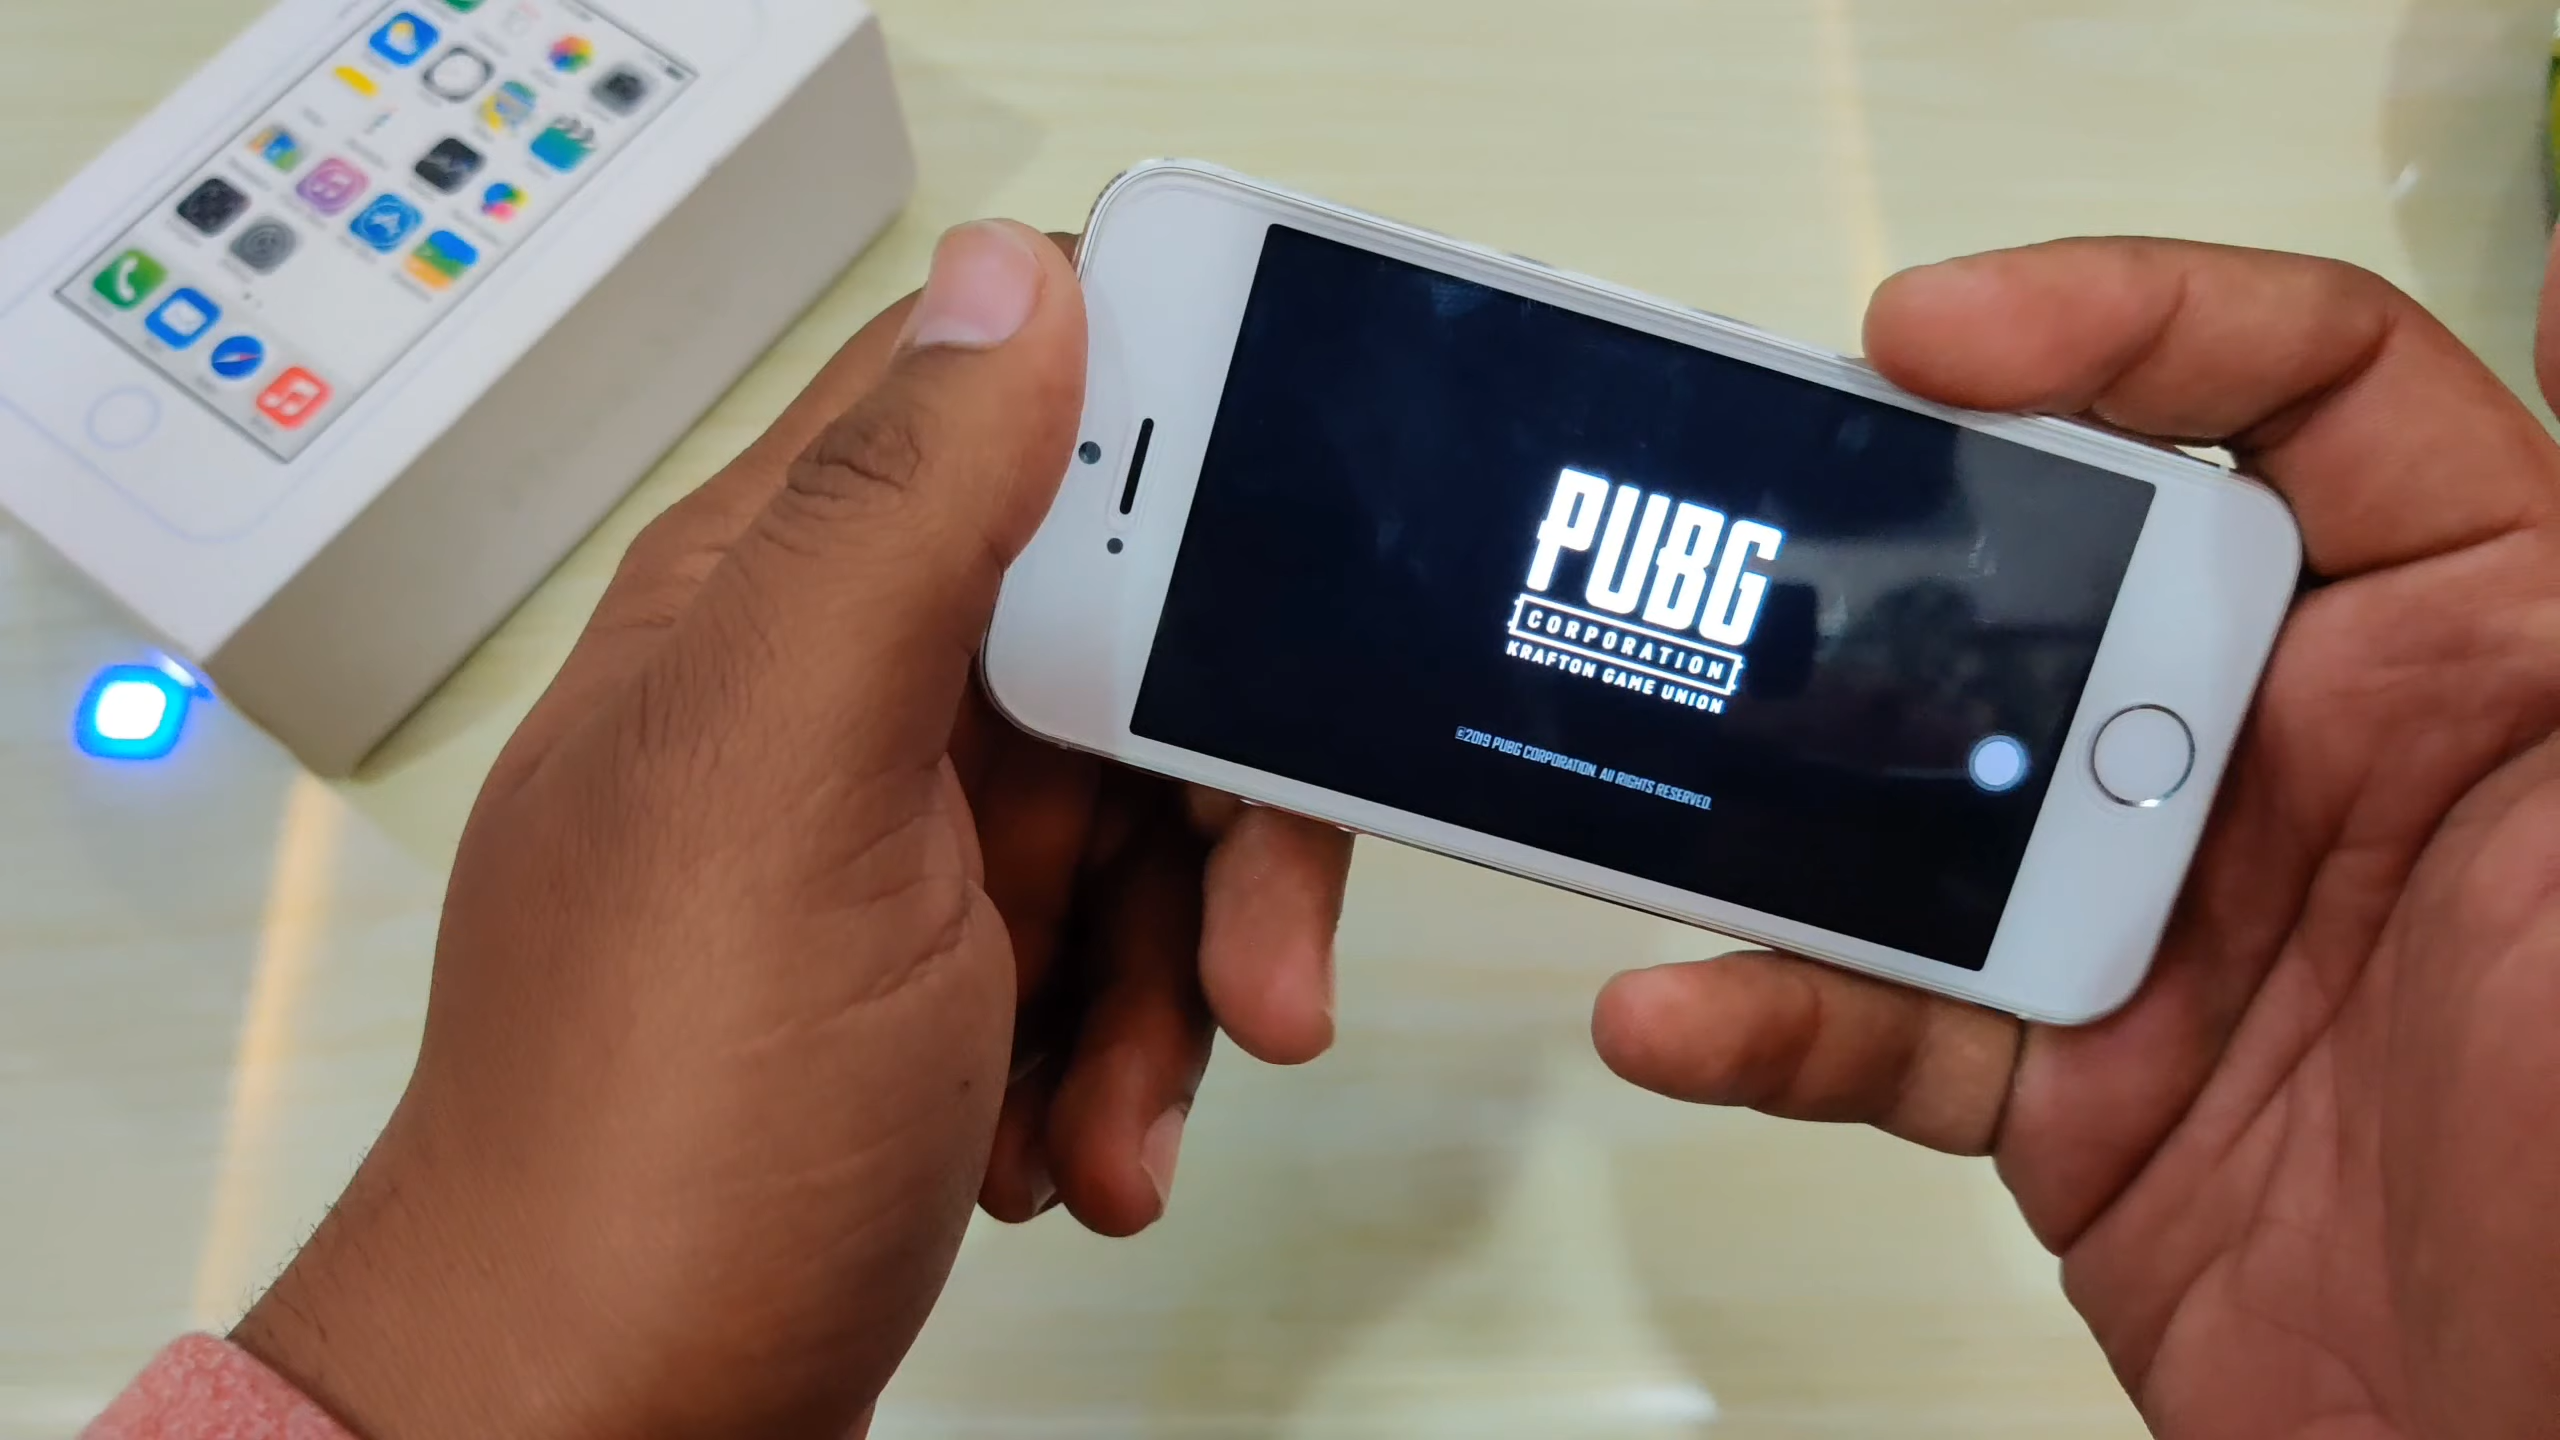 PUBG
CORPORATION
KRAFTON GAME UNION
©2019 PUBG CORPORATION. All RIGHTS RESERVED.